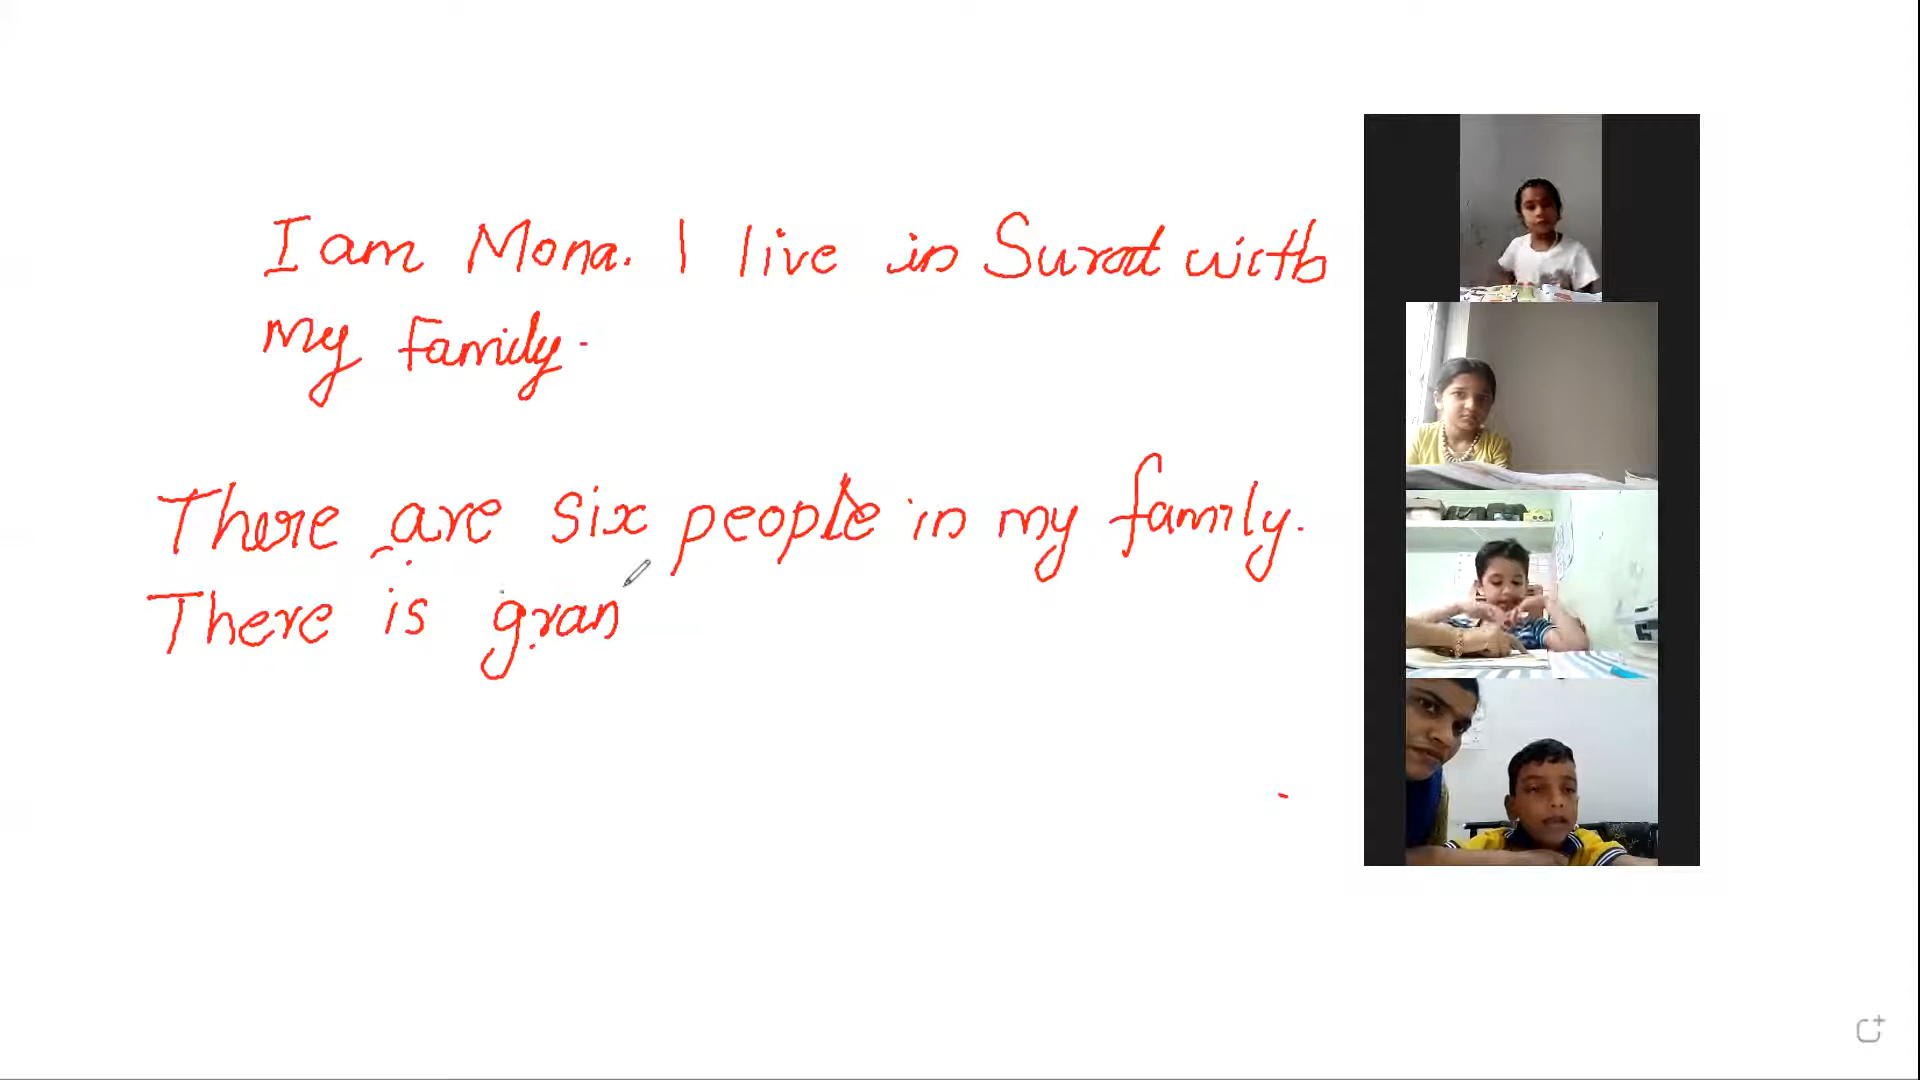 I am Mona. I live in Surat with
my family.
There are six people in my family.
There is gran